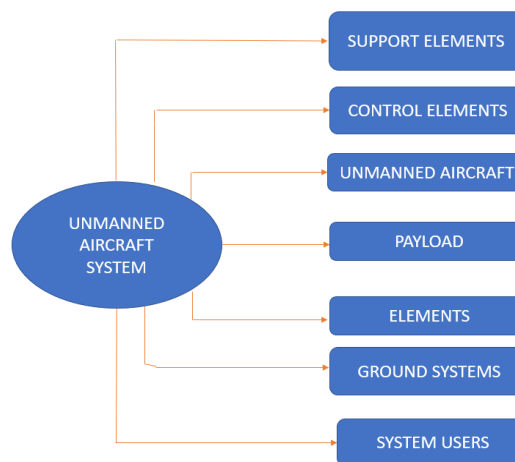 SUPPORT ELEMENTS
CONTROL ELEMENTS
UNMANNED AIRCRAFT
UNMANNED
AIRCRAFT
SYSTEM
PAYLOAD
ELEMENTS
GROUND SYSTEMS
SYSTEM USERS